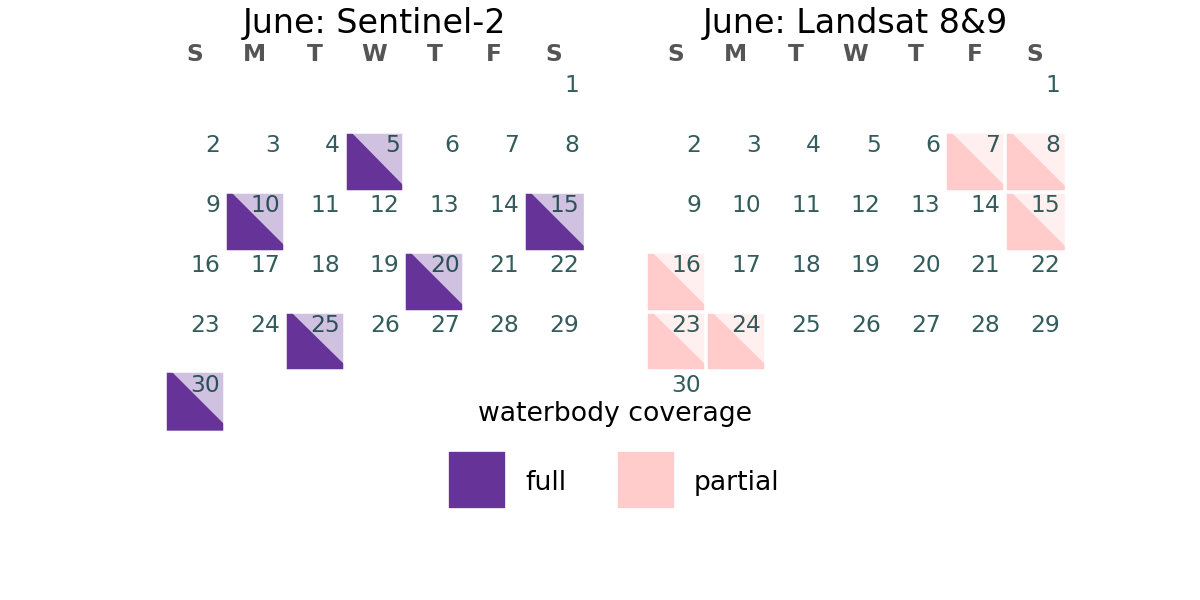 June: Sentinel-2
S M T W T F S
1
2 3 4 5 6 7 8
9 10 11 12 13 14 15
16 17 18 19 20 21 22
23 24 25 26 27 28 29
30
June: Landsat 8&9
S M T W T F S
1
2 3 4 5 6 7 8
9 10 11 12 13 14 15
16 17 18 19 20 21 22
23 24 25 26 27 28 29
30
waterbody coverage
full partial